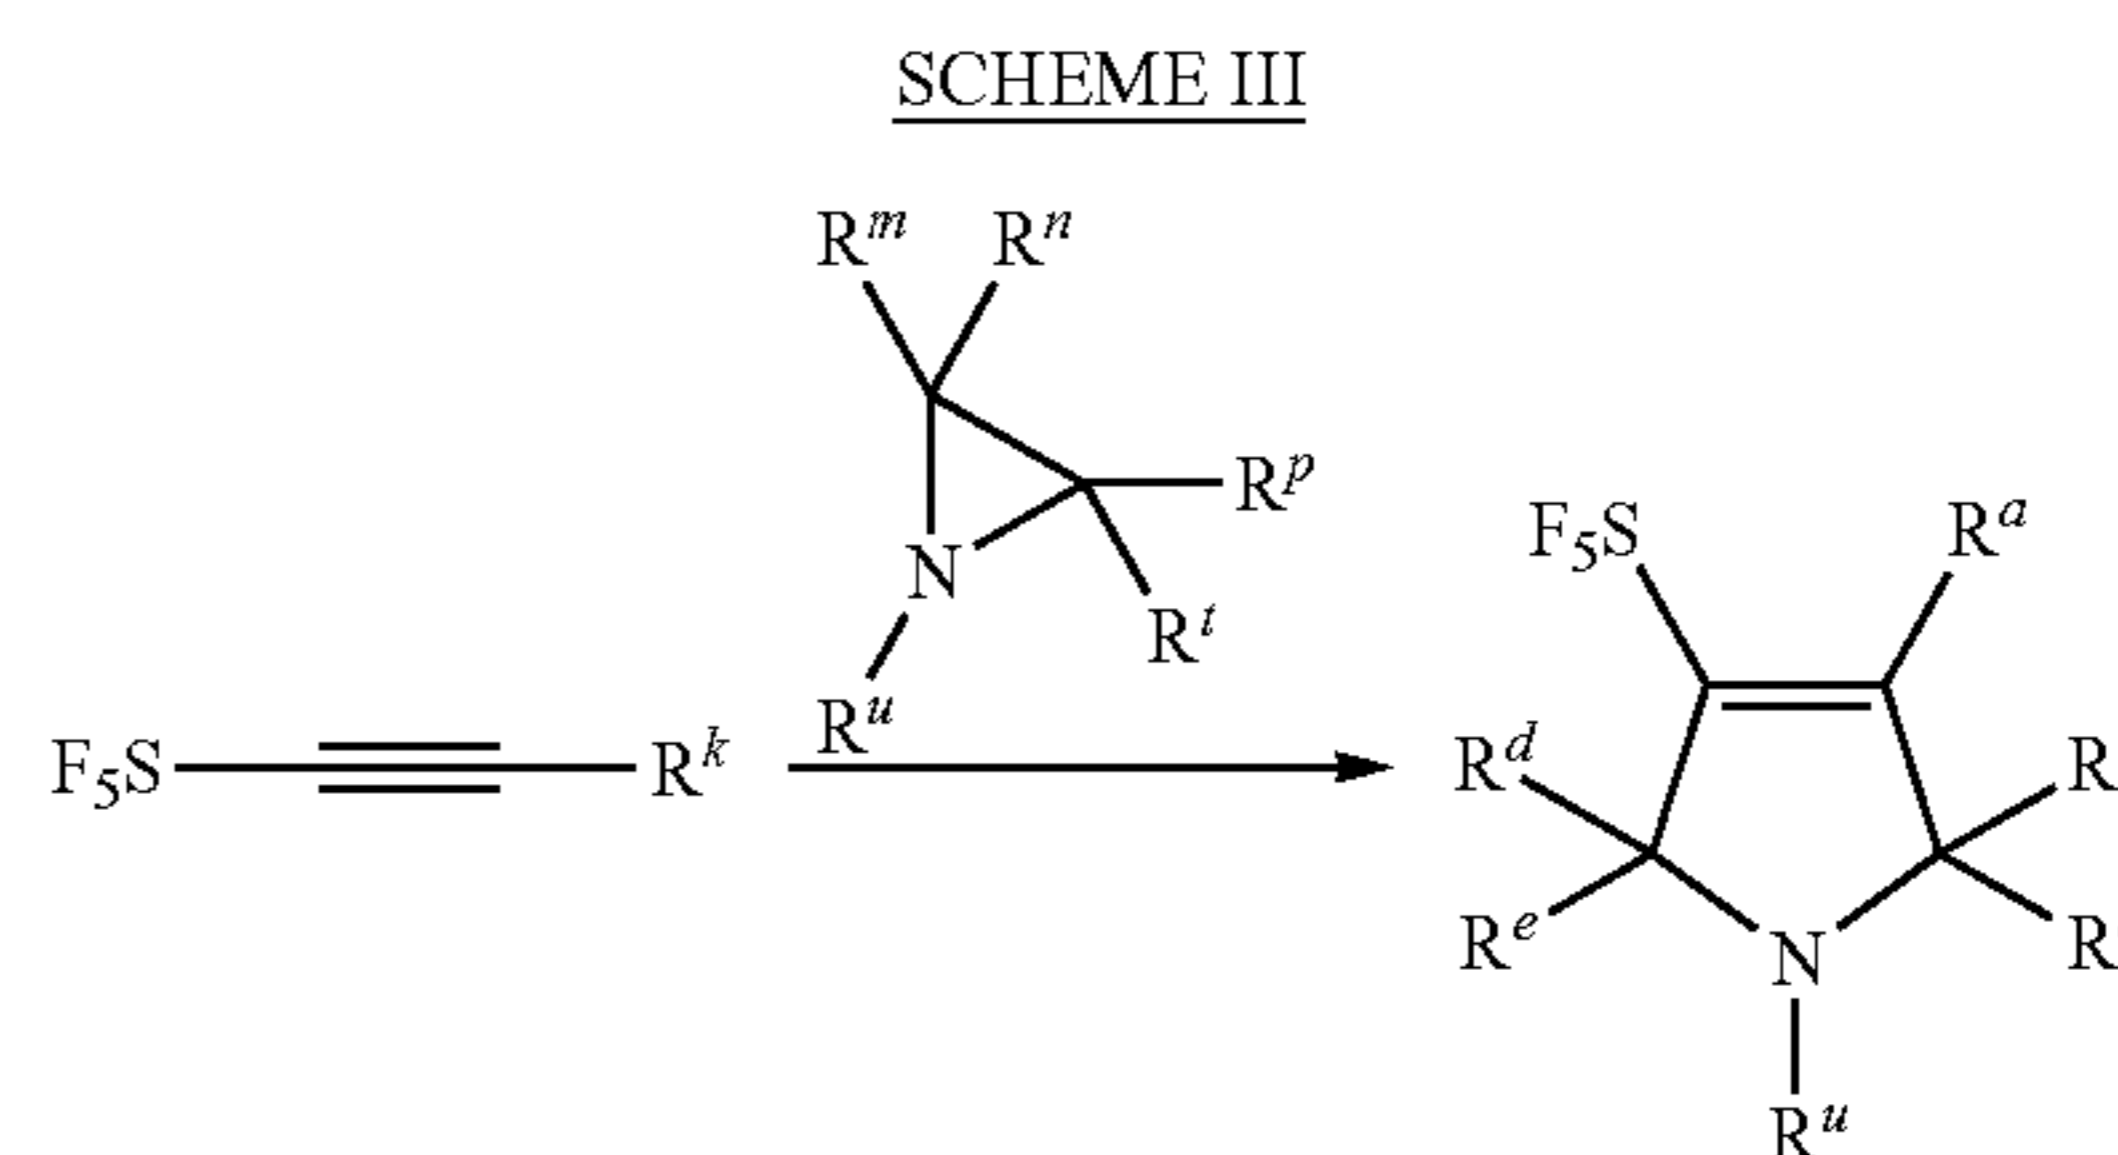 SCHEME III
R^m R^n
R^p
N
R^t
R^u
F₅S R^k
F₅S R^a
R^d R
R^e R
N
R^u